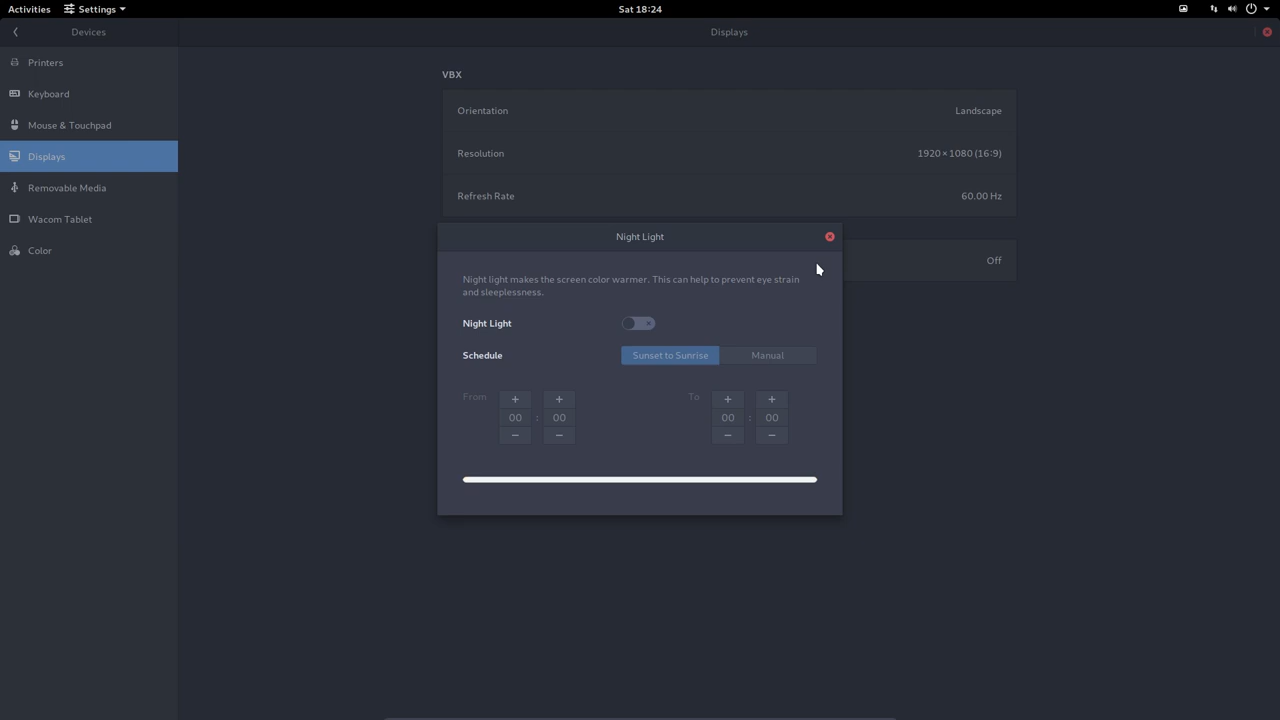 Activities Settings Sat 18:24
Devices Displays
Printers
Keyboard
Mouse & Touchpad
Displays
Removable Media
Wacom Tablet
Color
VBX
Orientation Landscape
Resolution 1920 × 1080 (16:9)
Refresh Rate 60.00 Hz
Off
Night Light
Night light makes the screen color warmer. This can help to prevent eye strain
and sleeplessness.
Night Light
Schedule Sunset to Sunrise Manual
From + + To + +
00 : 00 00 : 00
− − − −